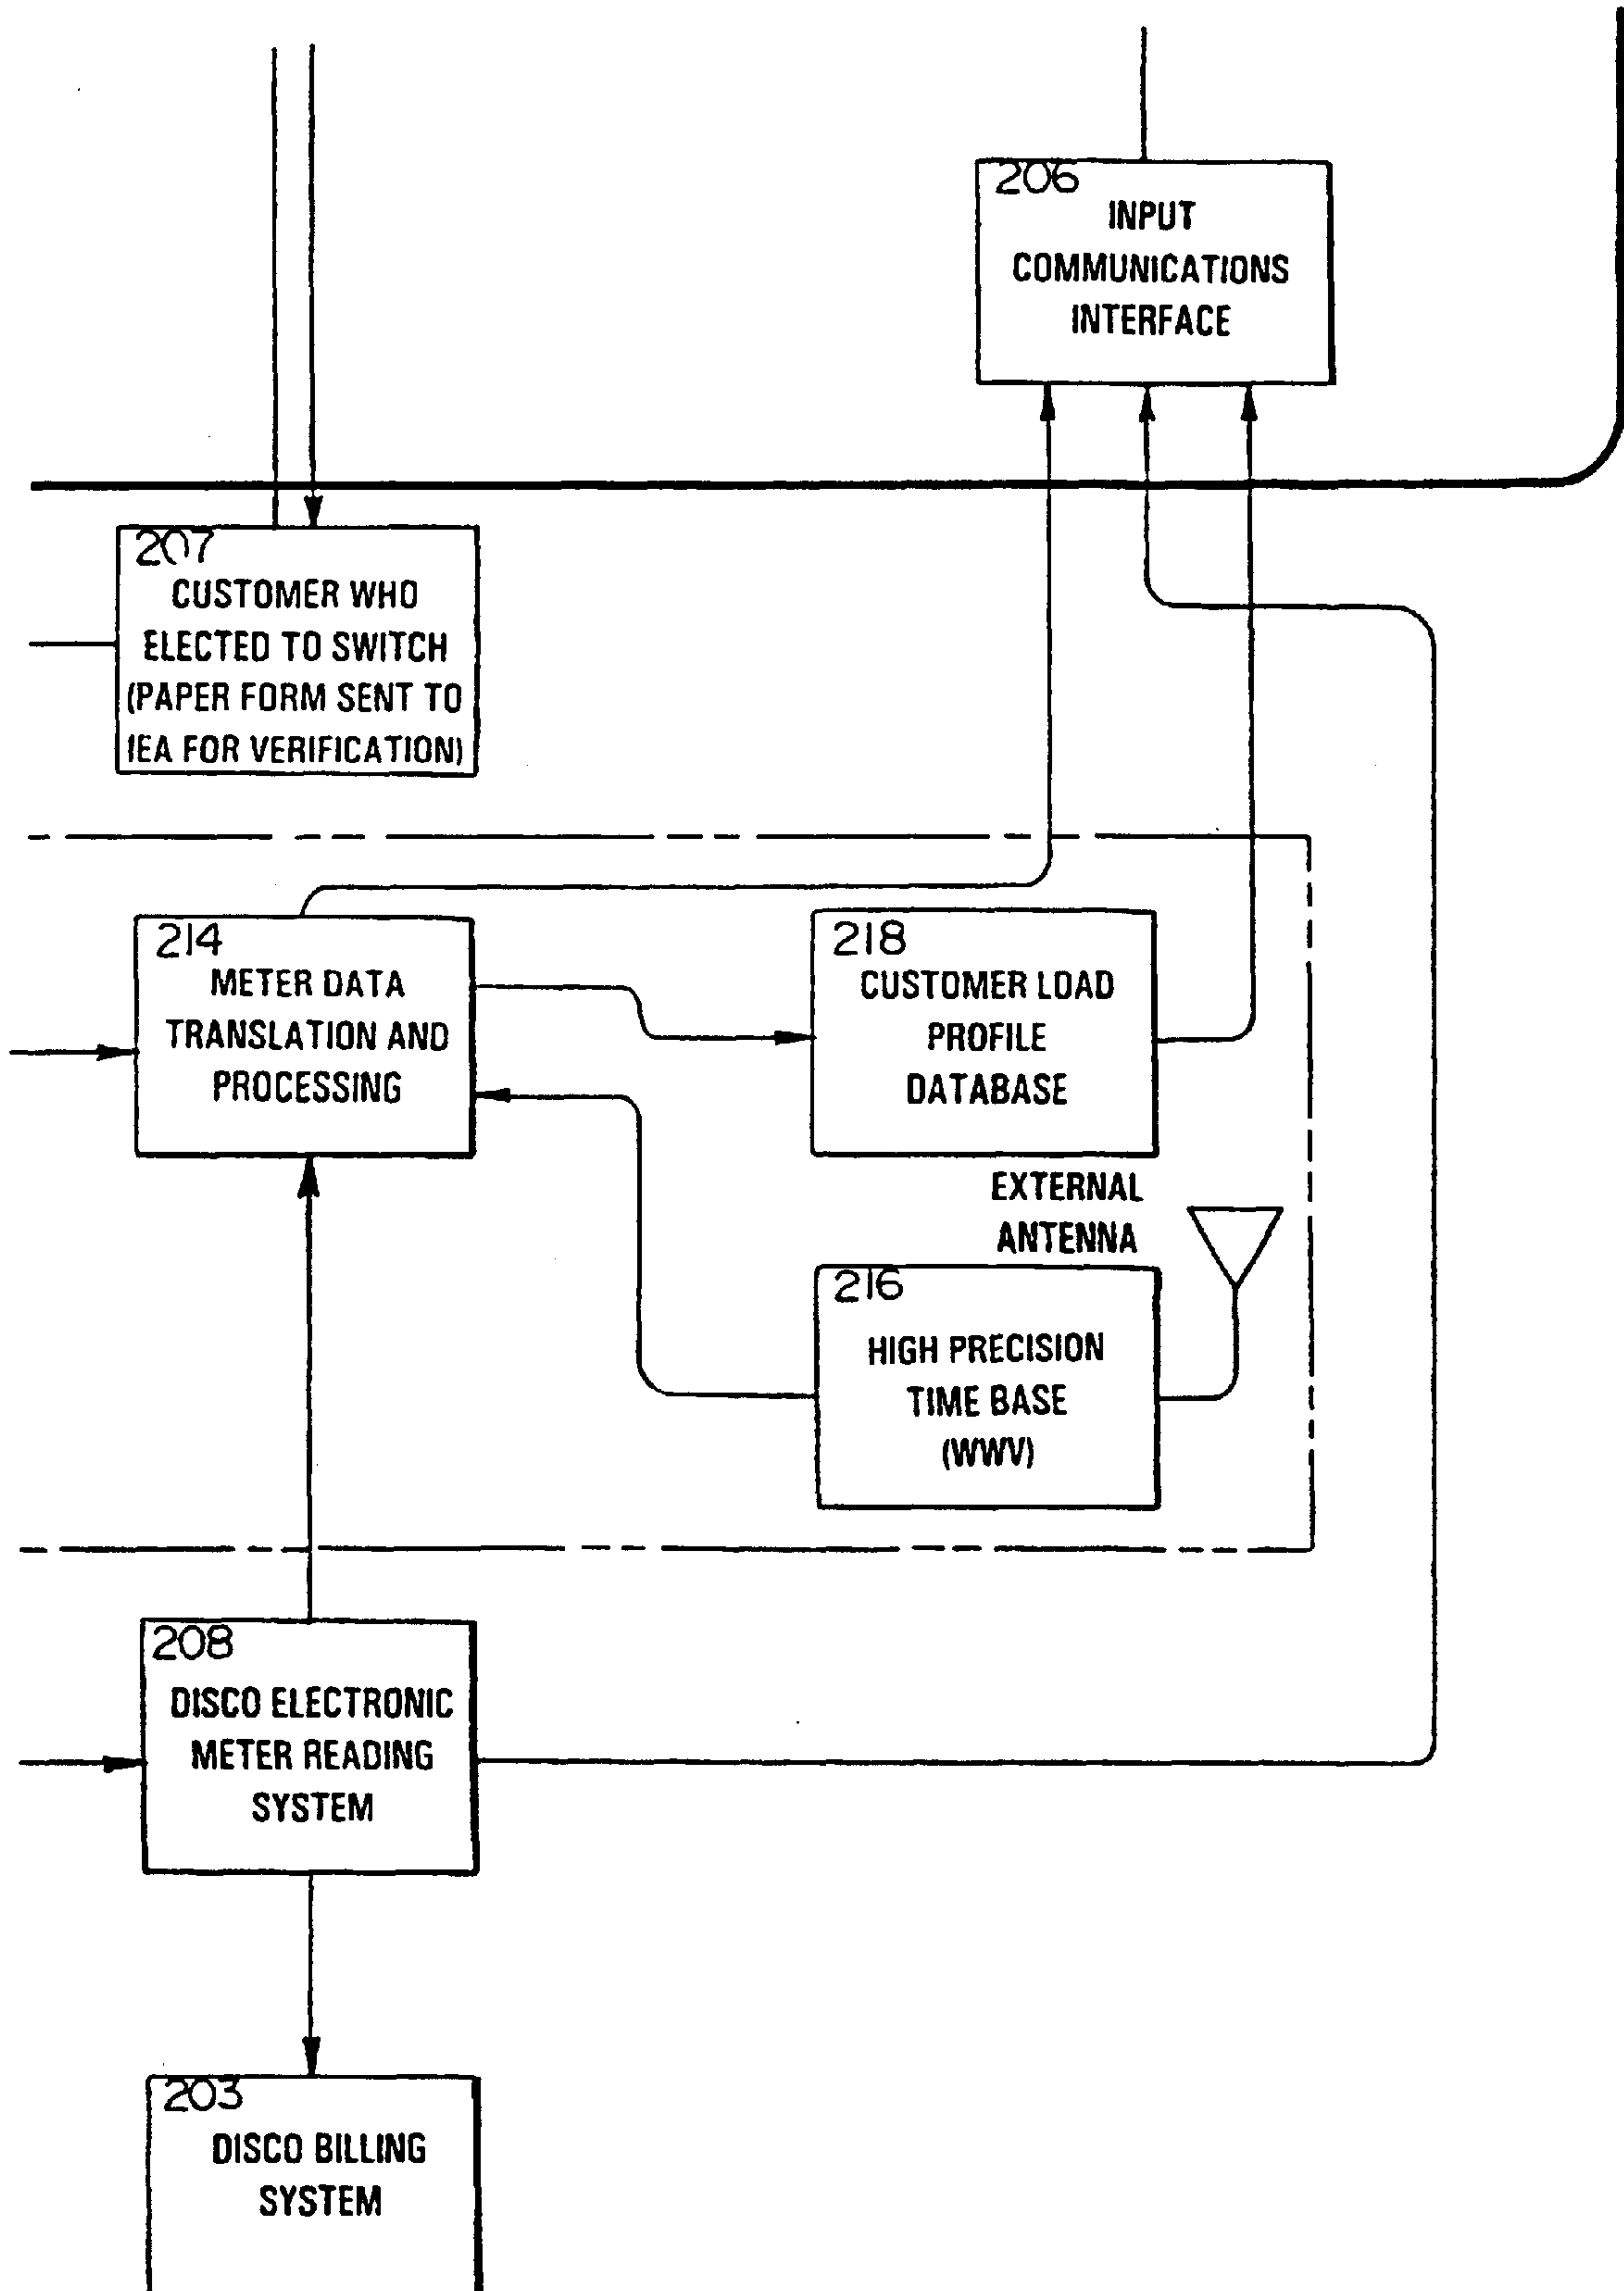 206
INPUT
COMMUNICATIONS
INTERFACE
207
CUSTOMER WHO
ELECTED TO SWITCH
(PAPER FORM SENT TO
IEA FOR VERIFICATION)
214
METER DATA
TRANSLATION AND
PROCESSING
218
CUSTOMER LOAD
PROFILE
DATABASE
EXTERNAL
ANTENNA
216
HIGH PRECISION
TIME BASE
(WWV)
208
DISCO ELECTRONIC
METER READING
SYSTEM
203
DISCO BILLING
SYSTEM